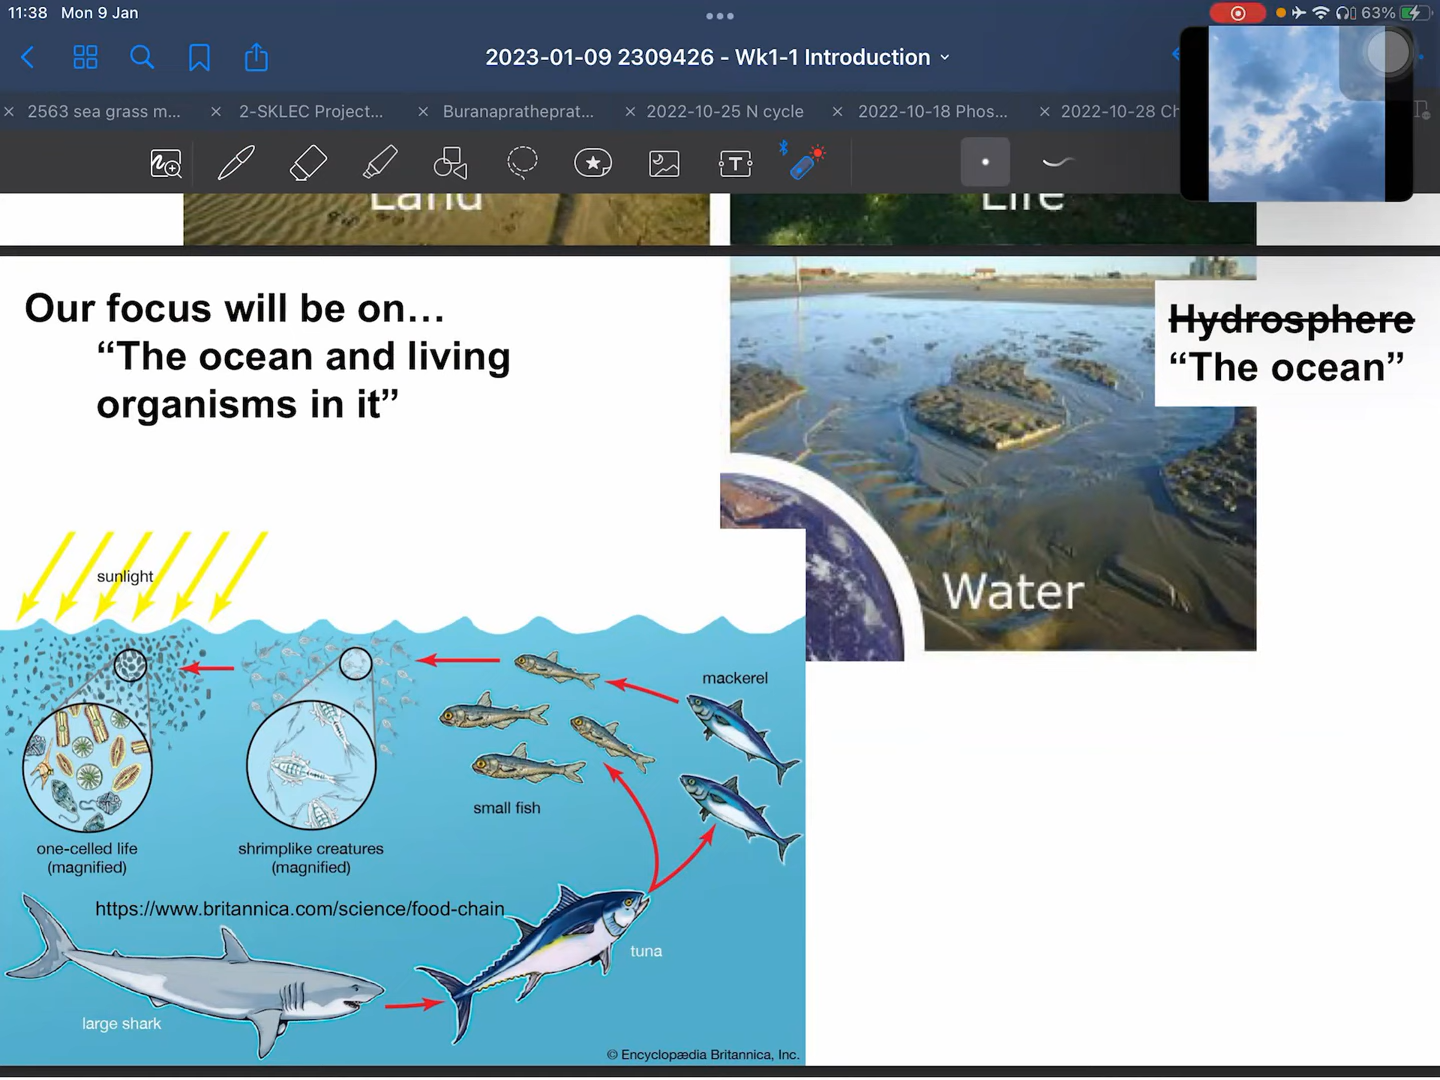 11:38 Mon 9 Jan
63%
2023-01-09 2309426 - Wk1-1 Introduction
2563 sea grass m...
2-SKLEC Project...
Buranapratheprat...
2022-10-25 N cycle
2022-10-18 Phos...
2022-10-28 Ch
Land
Life
Our focus will be on...
“The ocean and living
organisms in it”
Hydrosphere
“The ocean”
Water
sunlight
mackerel
small fish
one-celled life
(magnified)
shrimplike creatures
(magnified)
https://www.britannica.com/science/food-chain
tuna
large shark
© Encyclopædia Britannica, Inc.